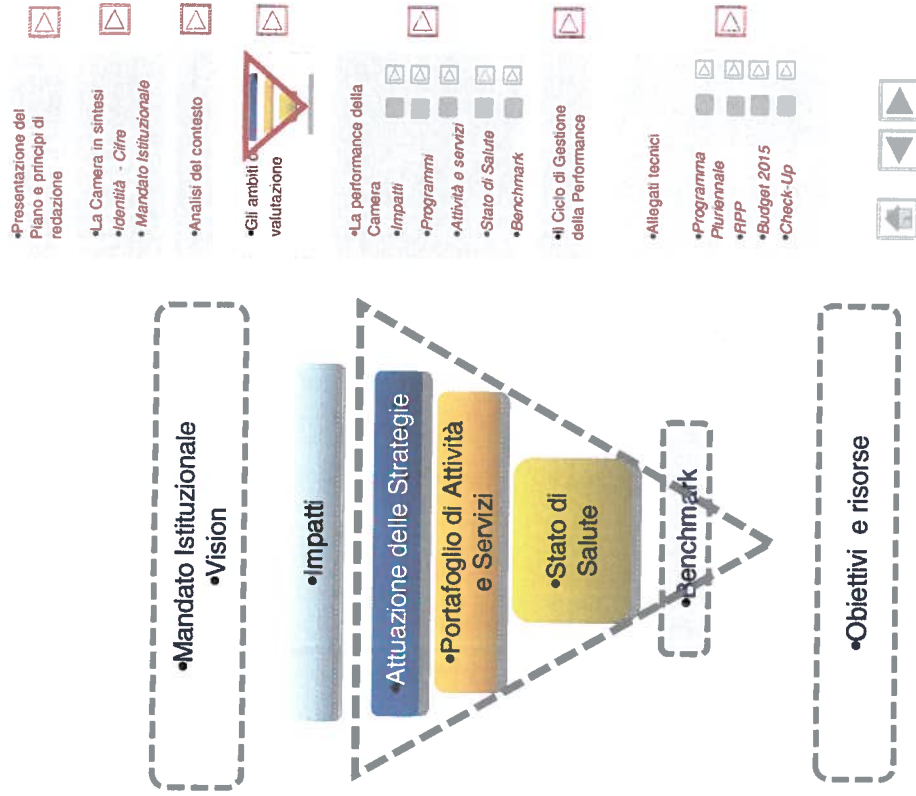 •Mandato Istituzionale
•Vision
•Impatti
•Attuazione delle Strategie
•Portafoglio di Attività
e Servizi
•Stato di
Salute
•Benchmark
•Obiettivi e risorse
•Presentazione del
Piano e principi di
redazione
•La Camera in sintesi
•Identità - Cifre
• Mandato Istituzionale
•Analisi del contesto
•Gli ambiti
valutazione
•La performance della
Camera
•Impatti
•Programmi
•Attività e servizi
•Stato di Salute
•Benchmark
•Il Ciclo di Gestione
della Performance
•Allegati tecnici
•Programma
Pluriennale
•RPP
•Budget 2015
•Check-Up